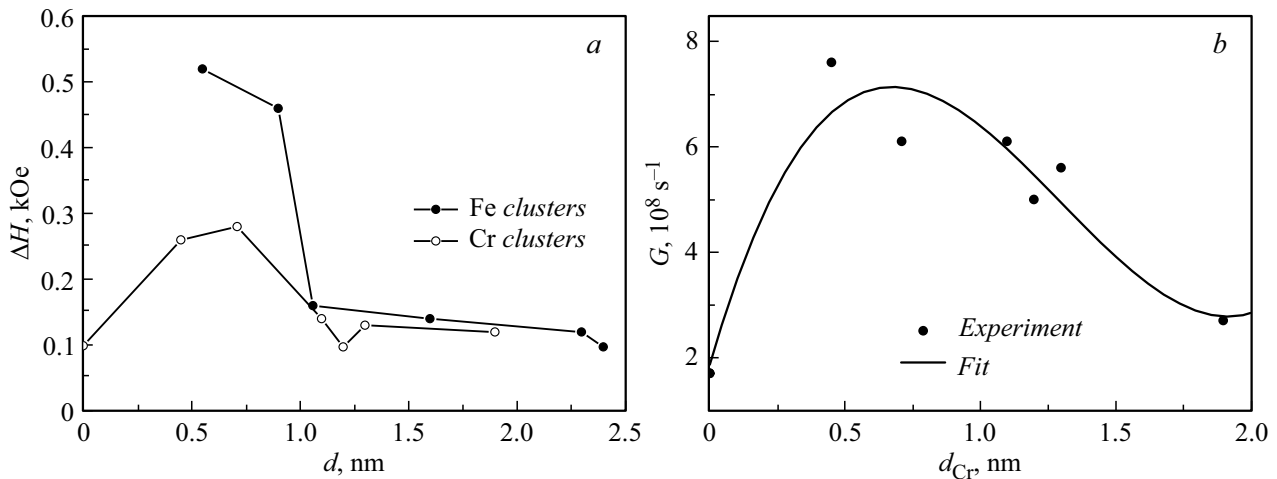 a
0.6
0.5
0.4
0.3
0.2
0.1
0
ΔH, kOe
Fe clusters
Cr clusters
0 0.5 1.0 1.5 2.0 2.5
d, nm
b
8
6
4
2
G, 10⁸ s⁻¹
Experiment
Fit
0 0.5 1.0 1.5 2.0
d_Cr, nm